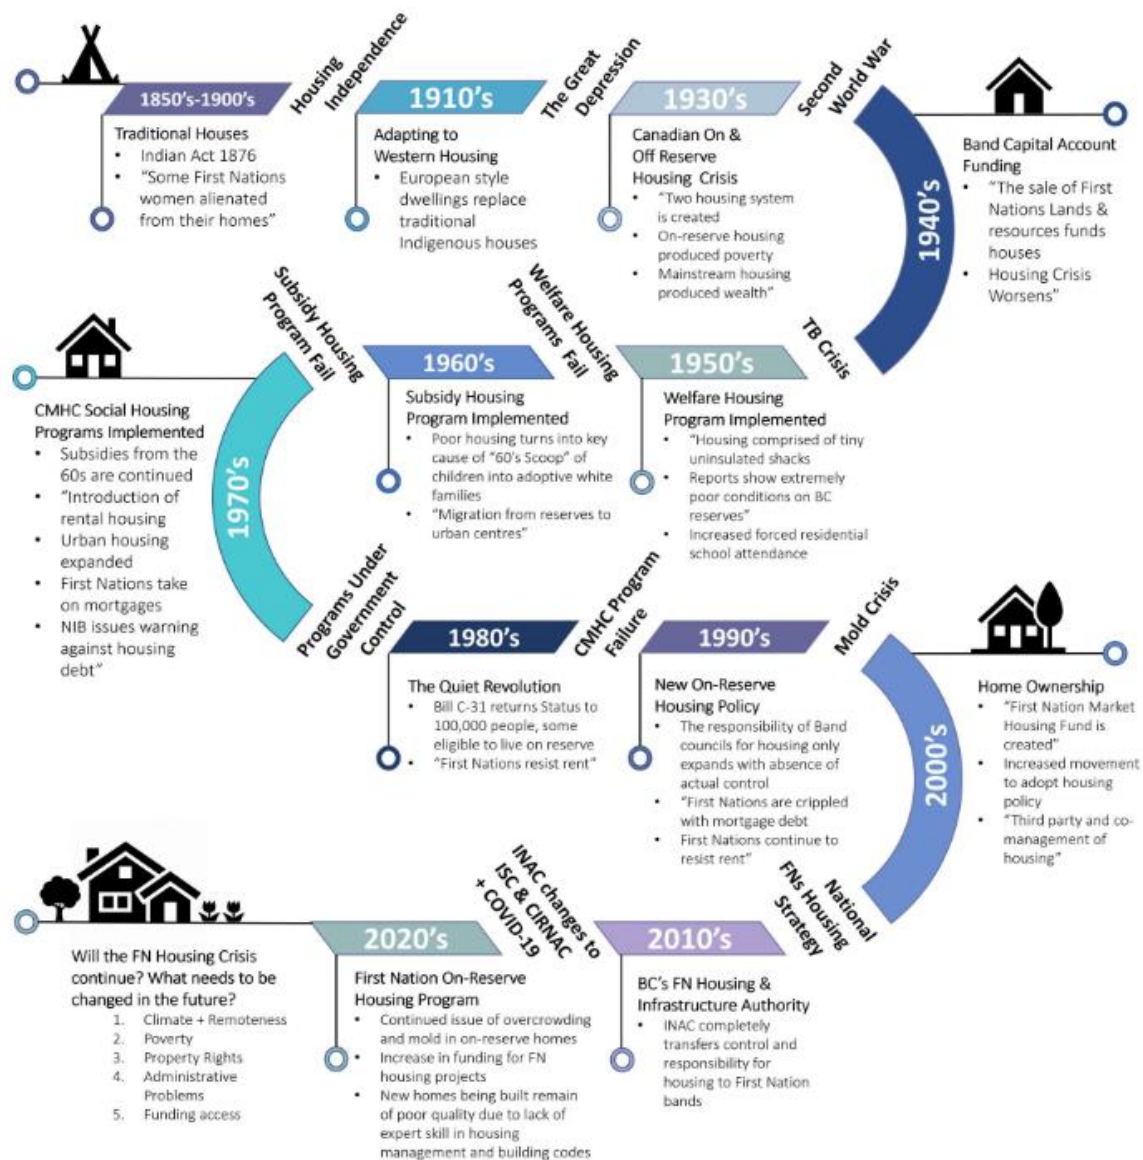 1850's-1900's
Traditional Houses
• Indian Act 1876
• "Some First Nations
women alienated
from their homes"
Housing
Independence
1910's
Adapting to
Western Housing
• European style
dwellings replace
traditional
Indigenous houses
The Great
Depression
1930's
Canadian On &
Off Reserve
Housing Crisis
• "Two housing system
is created
• On-reserve housing
produced poverty
• Mainstream housing
produced wealth"
Second
World War
1940's
Band Capital Account
Funding
• "The sale of First
Nations Lands &
resources funds
houses
• Housing Crisis
Worsens"
TB Crisis
1950's
Welfare Housing
Program Implemented
• "Housing comprised of tiny
uninsulated shacks
• Reports show extremely
poor conditions on BC
reserves"
• Increased forced residential
school attendance
Welfare Housing
Programs Fail
1960's
Subsidy Housing
Program Implemented
• Poor housing turns into key
cause of "60's Scoop" of
children into adoptive white
families
• "Migration from reserves to
urban centres"
Subsidy Housing
Program Fail
1970's
CMHC Social Housing
Programs Implemented
• Subsidies from the
60s are continued
• "Introduction of
rental housing
• Urban housing
expanded
• First Nations take
on mortgages
• NIB issues warning
against housing
debt"
Programs Under
Government
Control
1980's
The Quiet Revolution
• Bill C-31 returns Status to
100,000 people, some
eligible to live on reserve
• "First Nations resist rent"
CMHC Program
Failure
1990's
New On-Reserve
Housing Policy
• The responsibility of Band
councils for housing only
expands with absence of
actual control
• "First Nations are crippled
with mortgage debt
• First Nations continue to
resist rent"
Mold Crisis
2000's
Home Ownership
• "First Nation Market
Housing Fund is
created"
• Increased movement
to adopt housing
policy
• "Third party and co-
management of
housing"
National
FNs Housing
Strategy
2010's
BC's FN Housing &
Infrastructure Authority
• INAC completely
transfers control and
responsibility for
housing to First Nation
bands
INAC changes to
ISC & CIRNAC
+ COVID-19
2020's
First Nation On-Reserve
Housing Program
• Continued issue of overcrowding
and mold in on-reserve homes
• Increase in funding for FN
housing projects
• New homes being built remain
of poor quality due to lack of
expert skill in housing
management and building codes
Will the FN Housing Crisis
continue? What needs to be
changed in the future?
1. Climate + Remoteness
2. Poverty
3. Property Rights
4. Administrative
Problems
5. Funding access